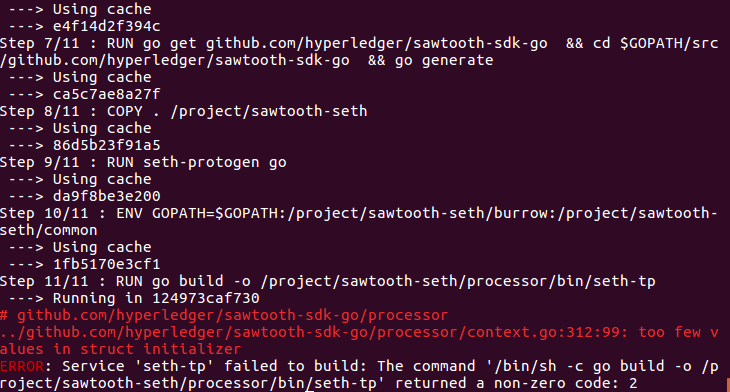 ---> Using cache
---> e4f14d2f394c
Step 7/11 : RUN go get github.com/hyperledger/sawtooth-sdk-go  && cd $GOPATH/src
/github.com/hyperledger/sawtooth-sdk-go  && go generate
---> Using cache
---> ca5c7ae8a27f
Step 8/11 : COPY . /project/sawtooth-seth
---> Using cache
---> 86d5b23f91a5
Step 9/11 : RUN seth-protogen go
---> Using cache
---> da9f8be3e200
Step 10/11 : ENV GOPATH=$GOPATH:/project/sawtooth-seth/burrow:/project/sawtooth-
seth/common
---> Using cache
---> 1fb5170e3cf1
Step 11/11 : RUN go build -o /project/sawtooth-seth/processor/bin/seth-tp
---> Running in 124973caf730
# github.com/hyperledger/sawtooth-sdk-go/processor
../github.com/hyperledger/sawtooth-sdk-go/processor/context.go:312:99: too few v
alues in struct initializer
ERROR: Service 'seth-tp' failed to build: The command '/bin/sh -c go build -o /p
roject/sawtooth-seth/processor/bin/seth-tp' returned a non-zero code: 2